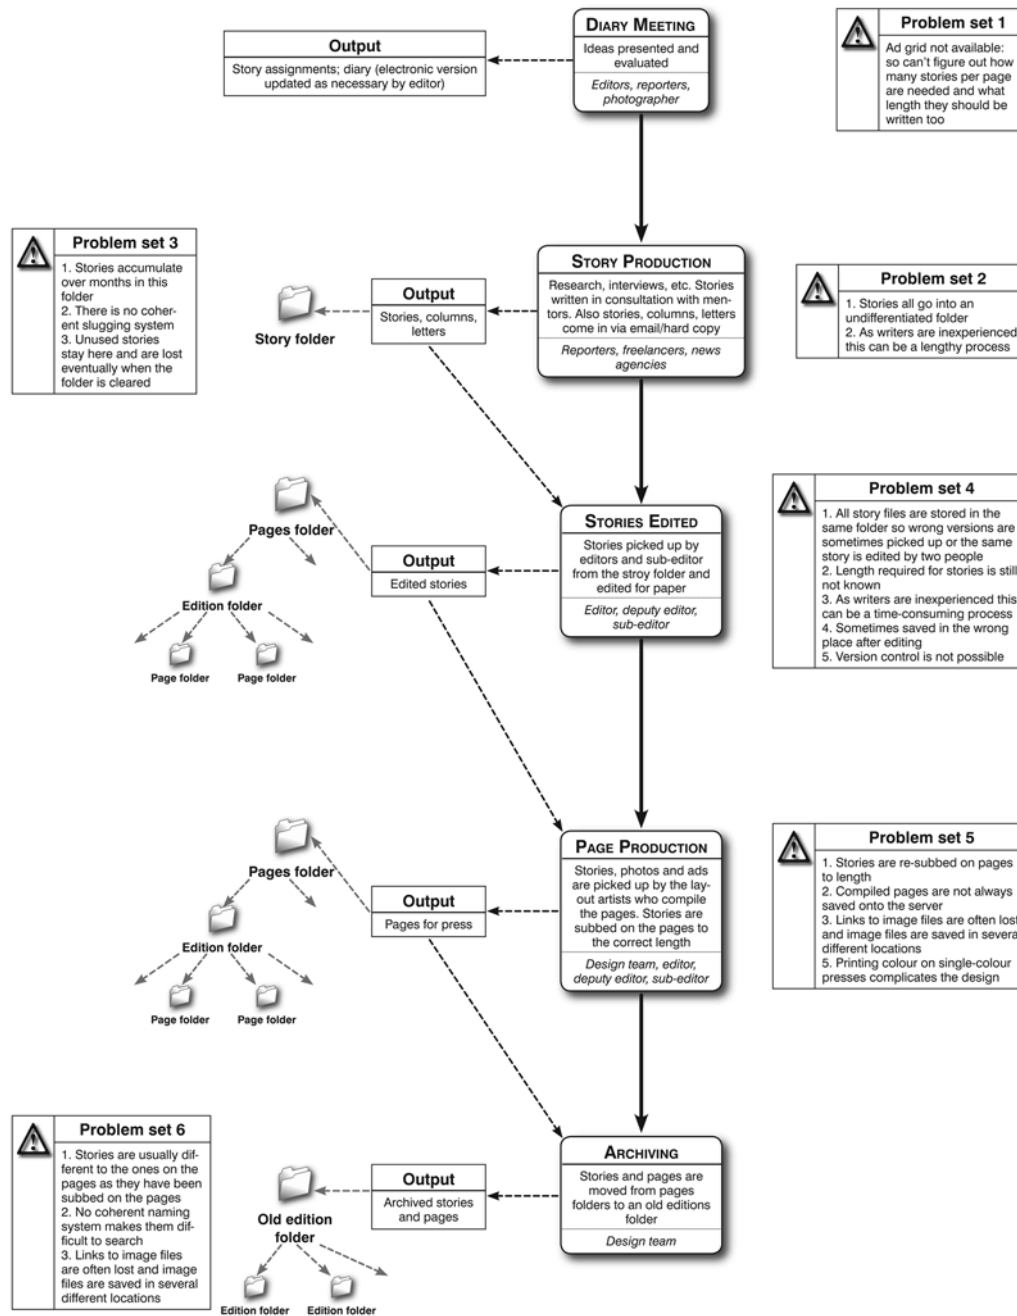 DIARY MEETING
Ideas presented and
evaluated
Editors, reporters,
photographer
Output
Story assignments; diary (electronic version
updated as necessary by editor)
Problem set 1
Ad grid not available:
so can't figure out how
many stories per page
are needed and what
length they should be
written too
Problem set 3
1. Stories accumulate
over months in this
folder
2. There is no coher-
ent slugging system
3. Unused stories
stay here and are lost
eventually when the
folder is cleared
Story folder
Output
Stories, columns,
letters
STORY PRODUCTION
Research, interviews, etc. Stories
written in consultation with men-
tors. Also stories, columns, letters
come in via email/hard copy
Reporters, freelancers, news
agencies
Problem set 2
1. Stories all go into an
undifferentiated folder
2. As writers are inexperienced
this can be a lengthy process
Pages folder
Edition folder
Page folder
Page folder
Output
Edited stories
STORIES EDITED
Stories picked up by
editors and sub-editor
from the stroy folder and
edited for paper
Editor, deputy editor,
sub-editor
Problem set 4
1. All story files are stored in the
same folder so wrong versions are
sometimes picked up or the same
story is edited by two people
2. Length required for stories is still
not known
3. As writers are inexperienced this
can be a time-consuming process
4. Sometimes saved in the wrong
place after editing
5. Version control is not possible
Pages folder
Edition folder
Page folder
Page folder
Output
Pages for press
PAGE PRODUCTION
Stories, photos and ads
are picked up by the lay-
out artists who compile
the pages. Stories are
subbed on the pages to
the correct length
Design team, editor,
deputy editor, sub-editor
Problem set 5
1. Stories are re-subbed on pages
to length
2. Compiled pages are not always
saved onto the server
3. Links to image files are often lost
and image files are saved in several
different locations
5. Printing colour on single-colour
presses complicates the design
Problem set 6
1. Stories are usually dif-
ferent to the ones on the
pages as they have been
subbed on the pages
2. No coherent naming
system makes them dif-
ficult to search
3. Links to image files
are often lost and image
files are saved in several
different locations
Old edition
folder
Edition folder
Edition folder
Output
Archived stories
and pages
ARCHIVING
Stories and pages are
moved from pages
folders to an old editions
folder
Design team